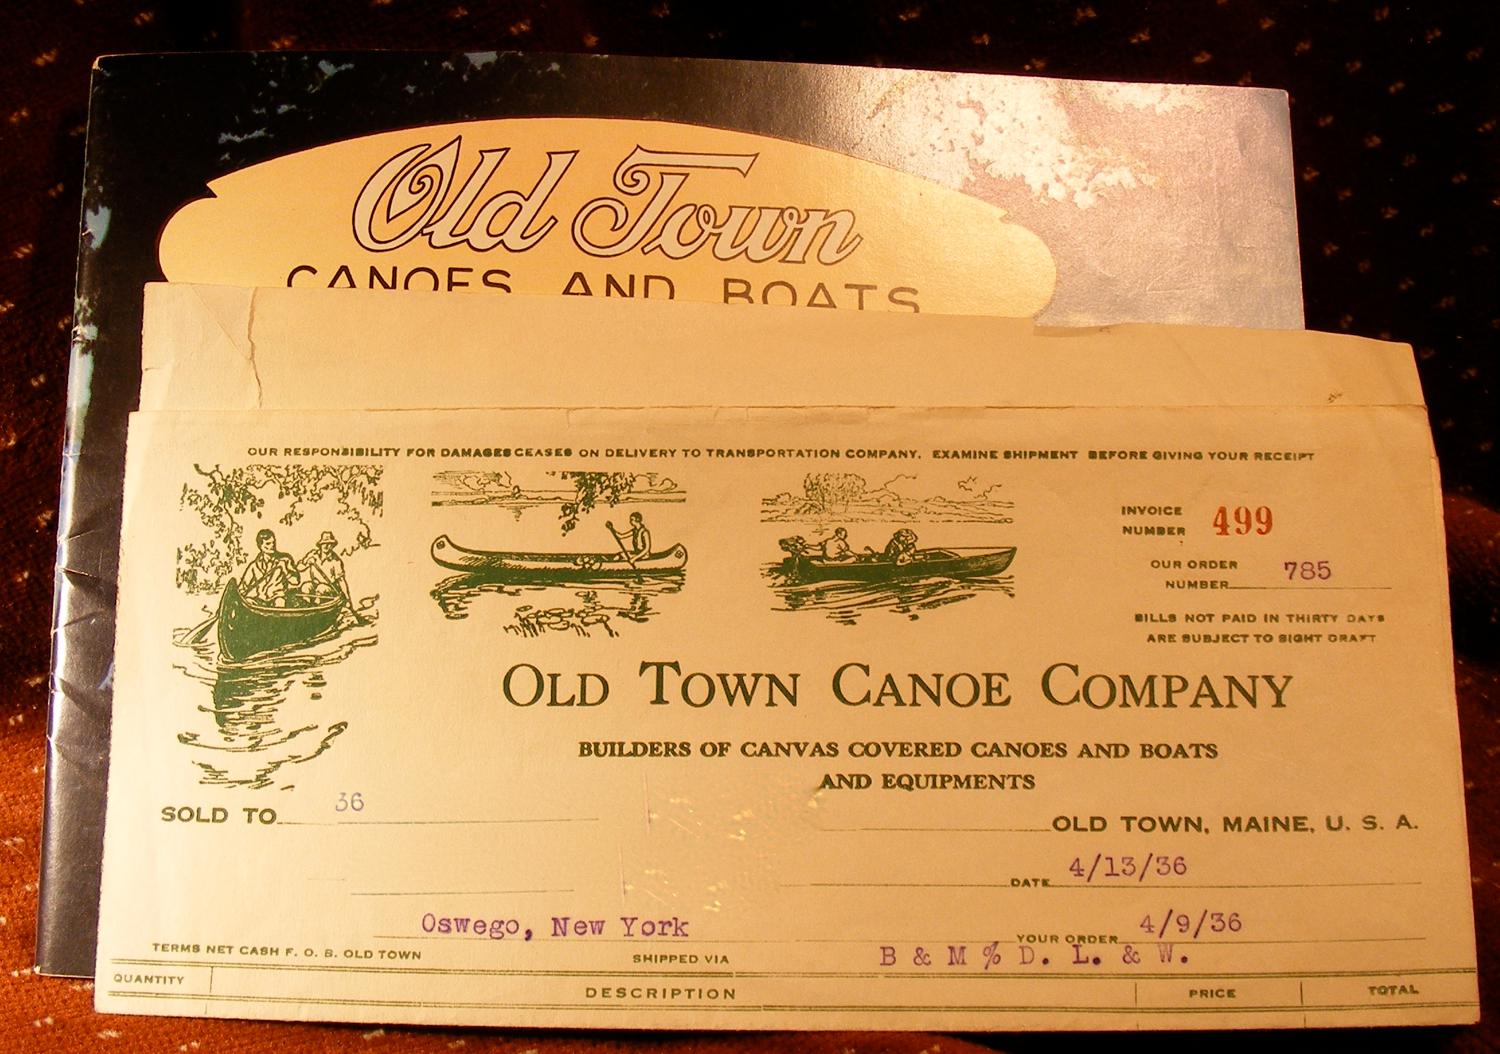 Old Town
CANOES AND BOATS
OUR RESPONSIBILITY FOR DAMAGES CEASES ON DELIVERY TO TRANSPORTATION COMPANY. EXAMINE SHIPMENT BEFORE GIVING YOUR RECEIPT
INVOICE
NUMBER 499
OUR ORDER
NUMBER 785
BILLS NOT PAID IN THIRTY DAYS
ARE SUBJECT TO SIGHT DRAFT
OLD TOWN CANOE COMPANY
BUILDERS OF CANVAS COVERED CANOES AND BOATS
AND EQUIPMENTS
SOLD TO 36
OLD TOWN, MAINE, U. S. A.
DATE 4/13/36
Oswego, New York
YOUR ORDER 4/9/36
TERMS NET CASH F. O. B. OLD TOWN
SHIPPED VIA B & M % D. L. & W.
QUANTITY DESCRIPTION PRICE TOTAL